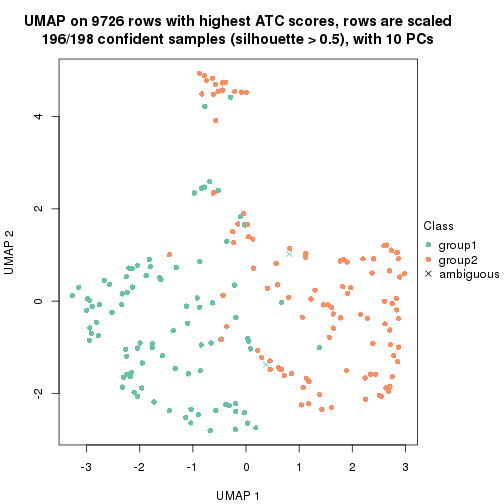 UMAP on 9726 rows with highest ATC scores, rows are scaled
196/198 confident samples (silhouette > 0.5), with 10 PCs
4
2
0
-2
UMAP 2
-3
-2
-1
0
1
2
3
UMAP 1
Class
group1
group2
ambiguous